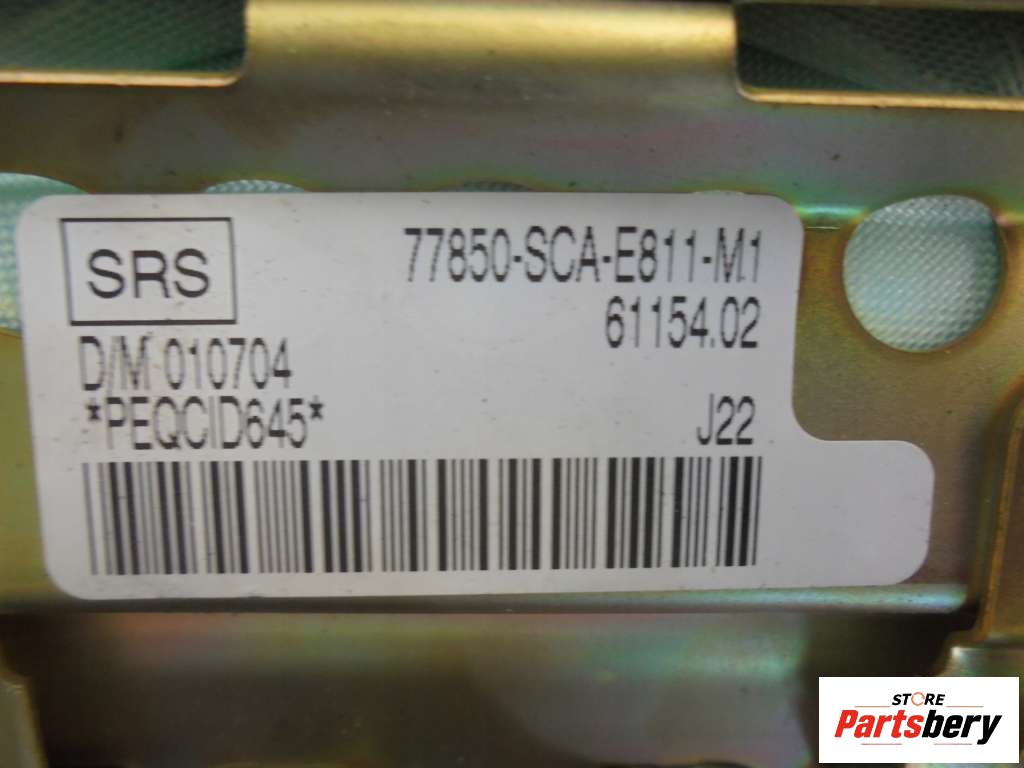 SRS
77850-SCA-E811-M1
61154.02
D/M 010704
*PEQCID645*
J22
STORE
Partsbery